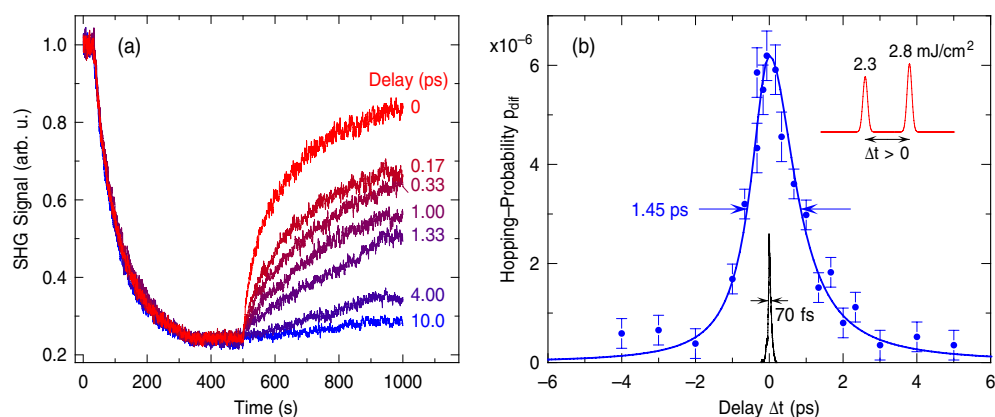 (a)
SHG Signal (arb. u.)
1.0
0.8
0.6
0.4
0.2
Delay (ps)
0
0.17
0.33
1.00
1.33
4.00
10.0
0 200 400 600 800 1000
Time (s)
x10⁻⁶
(b)
Hopping–Probability p_dif
6
4
2
0
2.3
2.8 mJ/cm²
Δt > 0
1.45 ps
70 fs
–6 –4 –2 0 2 4 6
Delay Δt (ps)